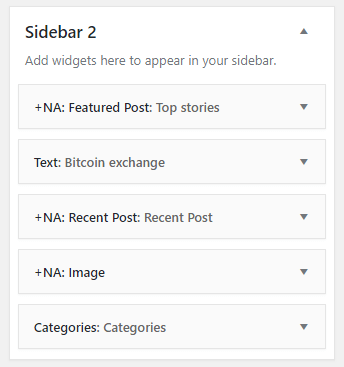 Sidebar 2
Add widgets here to appear in your sidebar.
+NA: Featured Post: Top stories
Text: Bitcoin exchange
+NA: Recent Post: Recent Post
+NA: Image
Categories: Categories